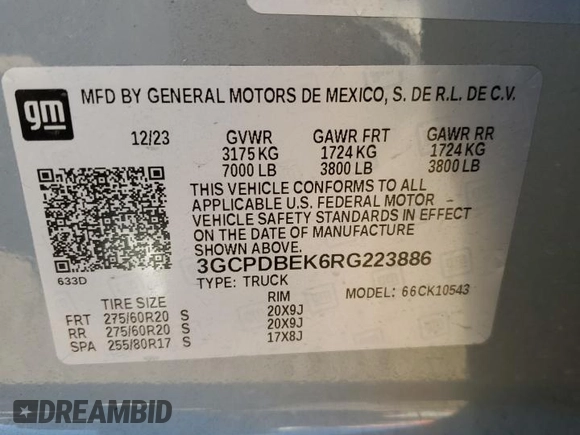 gm MFD BY GENERAL MOTORS DE MEXICO, S. DE R.L. DE C.V.
12/23 GVWR GAWR FRT GAWR RR
3175 KG 1724 KG 1724 KG
7000 LB 3800 LB 3800 LB
THIS VEHICLE CONFORMS TO ALL
APPLICABLE U.S. FEDERAL MOTOR
VEHICLE SAFETY STANDARDS IN EFFECT
ON THE DATE OF MANUFACTURE
SHOWN ABOVE.
3GCPDBEK6RG223886
633D TYPE: TRUCK MODEL: 66CK10543
TIRE SIZE RIM
FRT 275/60R20 S 20X9J
RR 275/60R20 S 20X9J
SPA 255/80R17 S 17X8J
DREAMBID